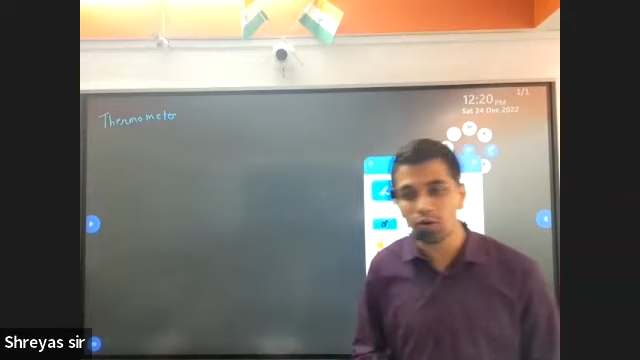 1/1
12:20 PM
Sat 24 Dec 2022
Thermometer
Shreyas sir